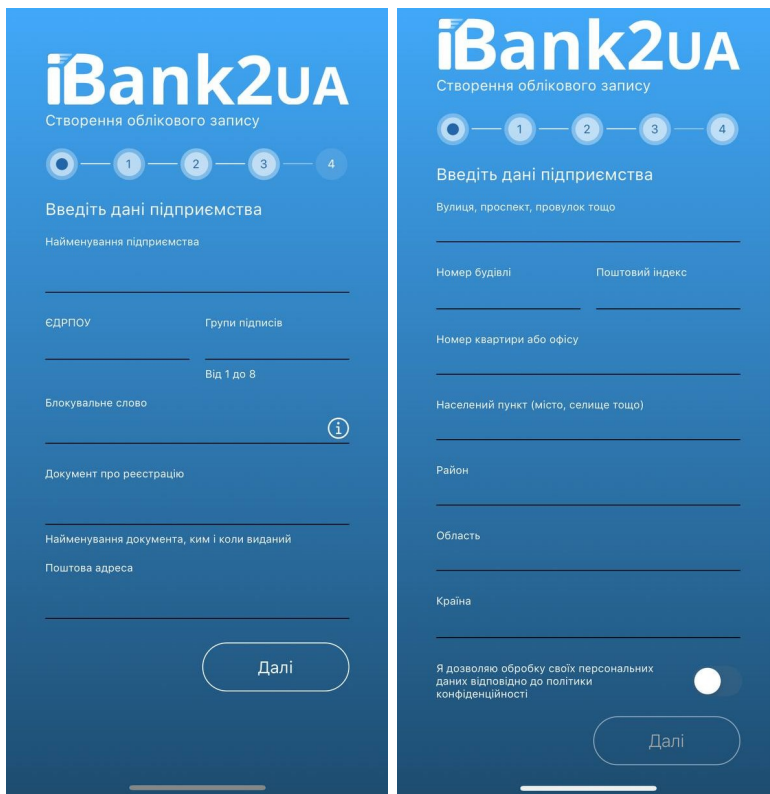 iBank2UA
Створення облікового запису
1 2 3 4
Введіть дані підприємства
Найменування підприємства
ЄДРПОУ Групи підписів
Від 1 до 8
Блокувальне слово
i
Документ про реєстрацію
Найменування документа, ким і коли виданий
Поштова адреса
Далі
iBank2UA
Створення облікового запису
1 2 3 4
Введіть дані підприємства
Вулиця, проспект, провулок тощо
Номер будівлі Поштовий індекс
Номер квартири або офісу
Населений пункт (місто, селище тощо)
Район
Область
Країна
Я дозволяю обробку своїх персональних
даних відповідно до політики
конфіденційності
Далі